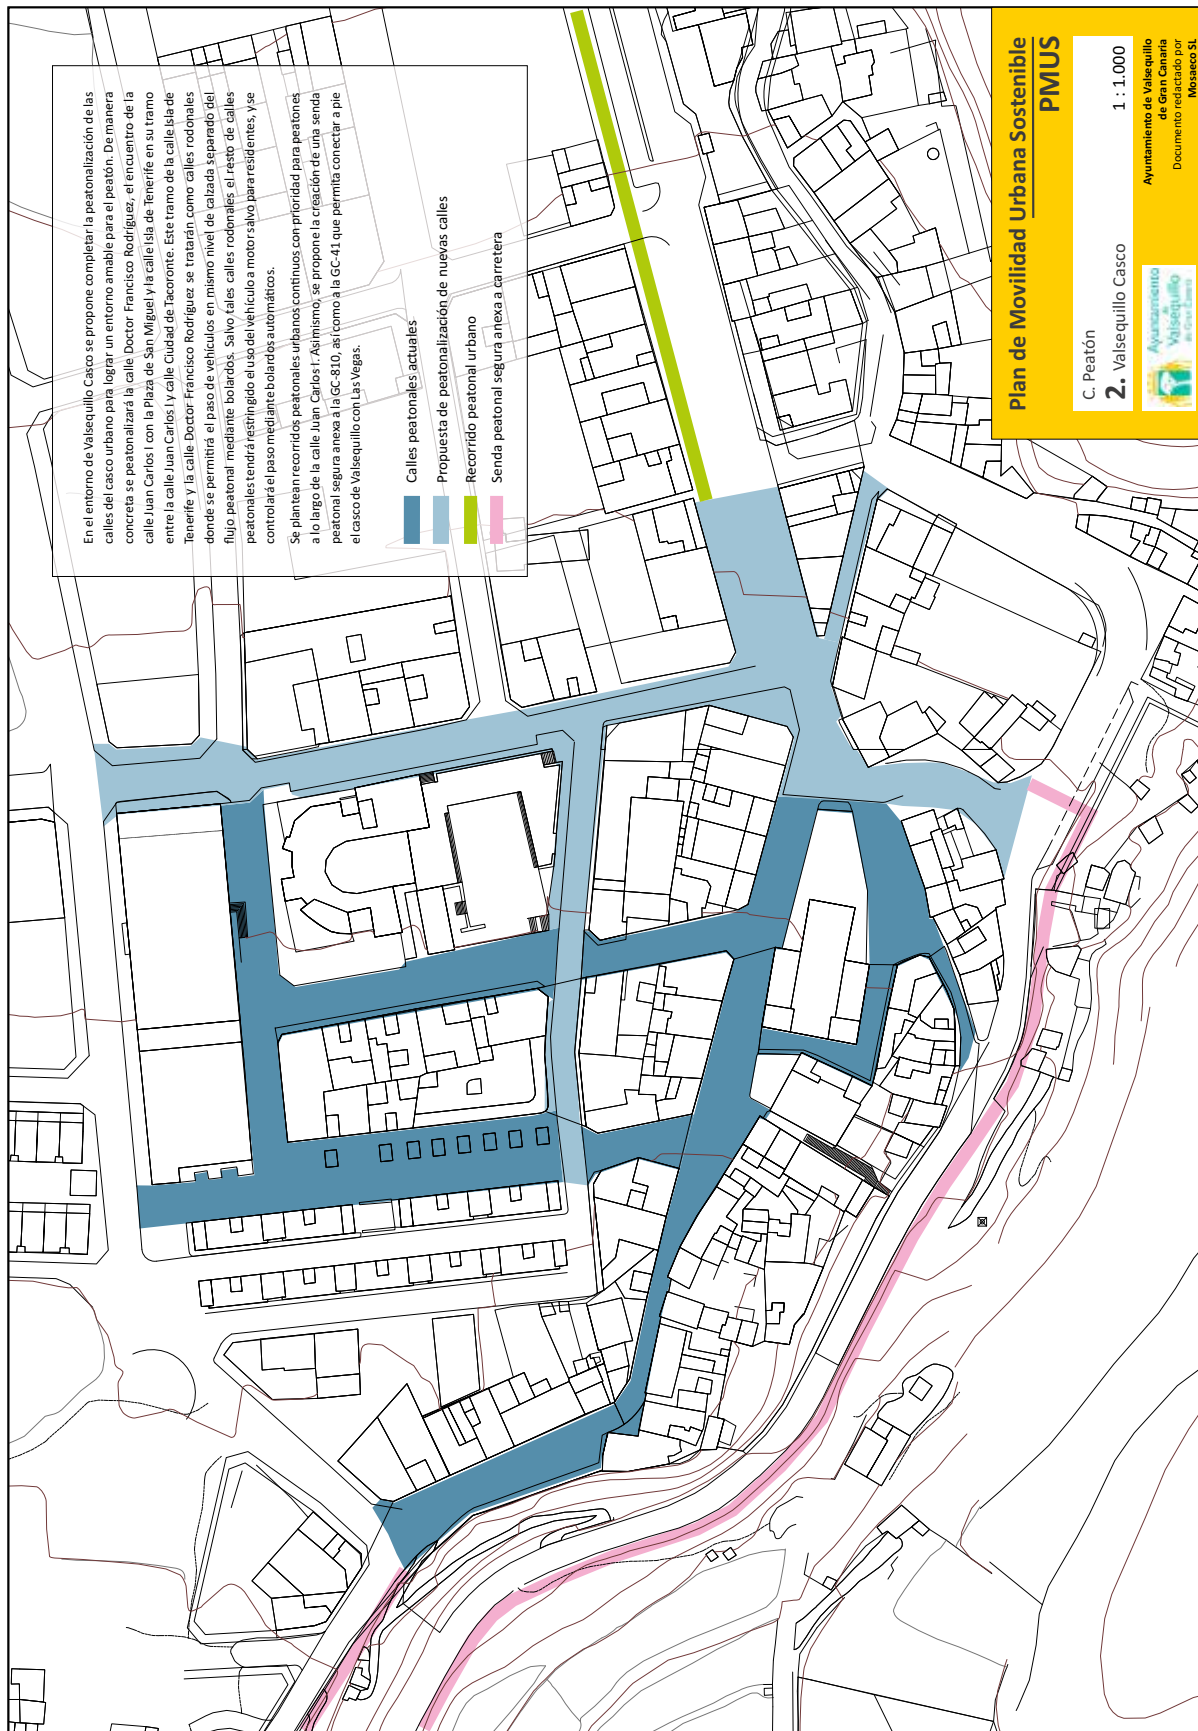 En el entorno de Valsequillo Casco se propone completar la peatonalización de las
calles del casco urbano para lograr un entorno amable para el peatón. De manera
concreta se peatonalizará la calle Doctor Francisco Rodríguez, el encuentro de la
calle Juan Carlos I con la Plaza de San Miguel y la calle Isla de Tenerife en su tramo
entre la calle Juan Carlos I y calle Ciudad de Tacoronte. Este tramo de la calle Isla de
Tenerife y la calle Doctor Francisco Rodríguez se tratarán como calles rodonales
donde se permitirá el paso de vehículos en mismo nivel de calzada separado del
flujo peatonal mediante bolardos. Salvo tales calles rodonales el resto de calles
peatonales tendrá restringido el uso del vehículo a motor salvo para residentes, y se
controlará el paso mediante bolardos automáticos.
Se plantean recorridos peatonales urbanos continuos con prioridad para peatones
a lo largo de la calle Juan Carlos I. Asimismo, se propone la creación de una senda
peatonal segura anexa a la GC-810, así como a la GC-41 que permita conectar a pie
el casco de Valsequillo con Las Vegas.
Calles peatonales actuales
Propuesta de peatonalización de nuevas calles
Recorrido peatonal urbano
Senda peatonal segura anexa a carretera
Plan de Movilidad Urbana Sostenible
PMUS
C. Peatón
2. Valsequillo Casco
1 : 1.000
Ayuntamiento
de
Valsequillo
Ayuntamiento de Valsequillo
de Gran Canaria
Documento redactado por
Mosaeco SL